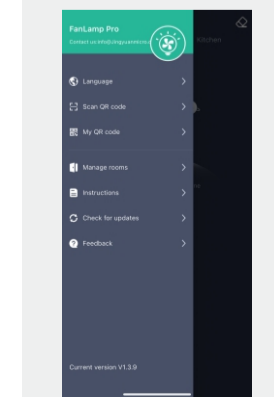 FanLamp Pro
Kitchen
Language
Scan QR code
My QR code
Manage rooms
Instructions
Check for updates
Feedback
Current version V1.3.9